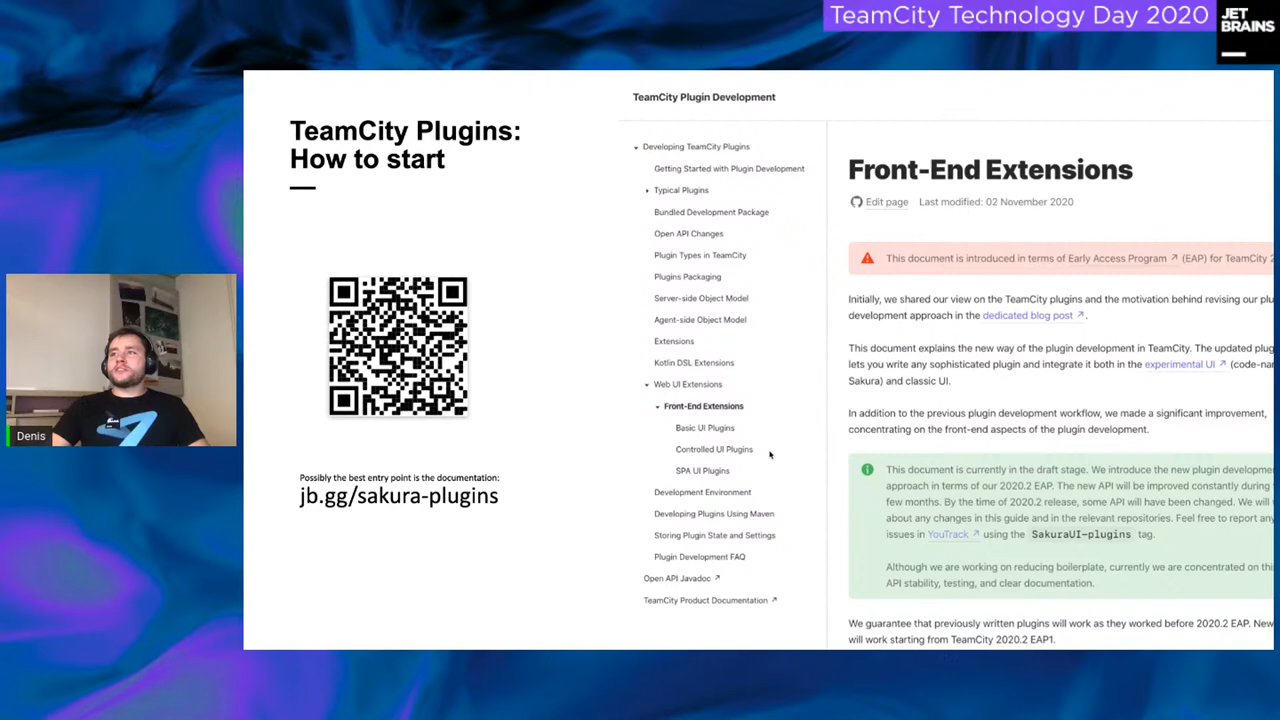 TeamCity Technology Day 2020
JET
BRAINS
TeamCity Plugins:
How to start
Possibly the best entry point is the documentation:
jb.gg/sakura-plugins
Denis
TeamCity Plugin Development
Developing TeamCity Plugins
Getting Started with Plugin Development
Typical Plugins
Bundled Development Package
Open API Changes
Plugin Types in TeamCity
Plugins Packaging
Server-side Object Model
Agent-side Object Model
Extensions
Kotlin DSL Extensions
Web UI Extensions
Front-End Extensions
Basic UI Plugins
Controlled UI Plugins
SPA UI Plugins
Development Environment
Developing Plugins Using Maven
Storing Plugin State and Settings
Plugin Development FAQ
Open API Javadoc
TeamCity Product Documentation
Front-End Extensions
Edit page Last modified: 02 November 2020
This document is introduced in terms of Early Access Program (EAP) for TeamCity 2
Initially, we shared our view on the TeamCity plugins and the motivation behind revising our plu
development approach in the dedicated blog post.
This document explains the new way of the plugin development in TeamCity. The updated plug
lets you write any sophisticated plugin and integrate it both in the experimental UI (code-nam
Sakura) and classic UI.
In addition to the previous plugin development workflow, we made a significant improvement,
concentrating on the front-end aspects of the plugin development.
This document is currently in the draft stage. We introduce the new plugin developme
approach in terms of our 2020.2 EAP. The new API will be improved constantly during
few months. By the time of 2020.2 release, some API will have been changed. We will
about any changes in this guide and in the relevant repositories. Feel free to report any
issues in YouTrack using the SakuraUI-plugins tag.
Although we are working on reducing boilerplate, currently we are concentrated on thi
API stability, testing, and clear documentation.
We guarantee that previously written plugins will work as they worked before 2020.2 EAP. New
will work starting from TeamCity 2020.2 EAP1.